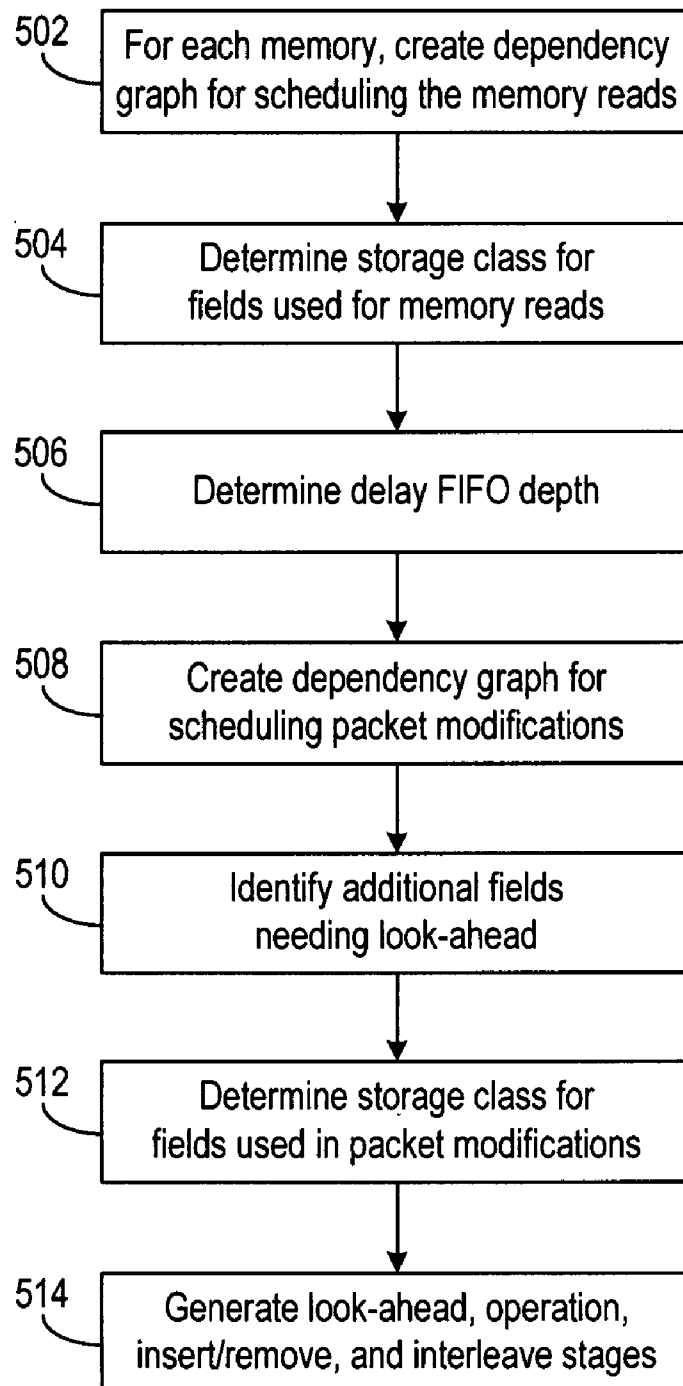 502
For each memory, create dependency
graph for scheduling the memory reads
504
Determine storage class for
fields used for memory reads
506
Determine delay FIFO depth
508
Create dependency graph for
scheduling packet modifications
510
Identify additional fields
needing look-ahead
512
Determine storage class for
fields used in packet modifications
514
Generate look-ahead, operation,
insert/remove, and interleave stages